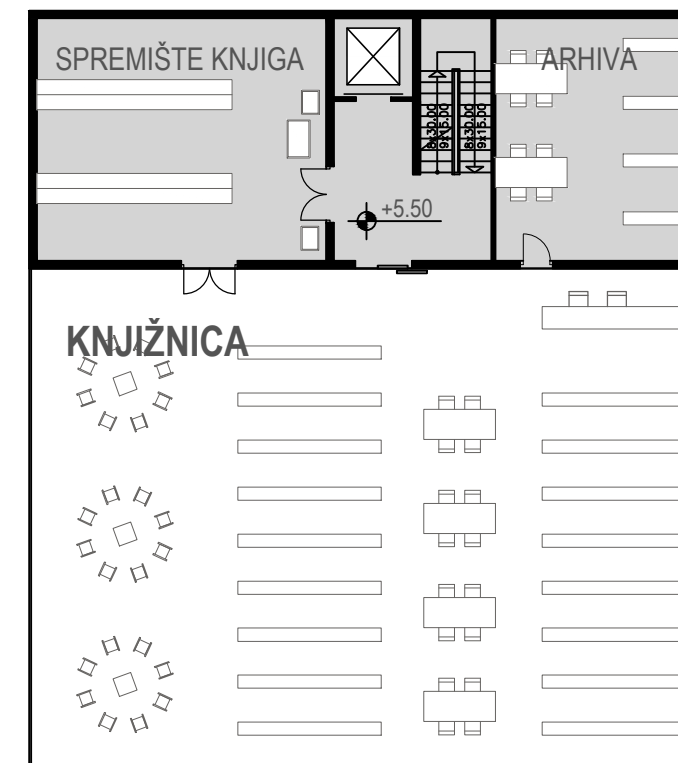 SPREMIŠTE KNJIGA
ARHIVA
8x30.00
9x15.00
8x30.00
9x15.00
+5.50
KNJIŽNICA